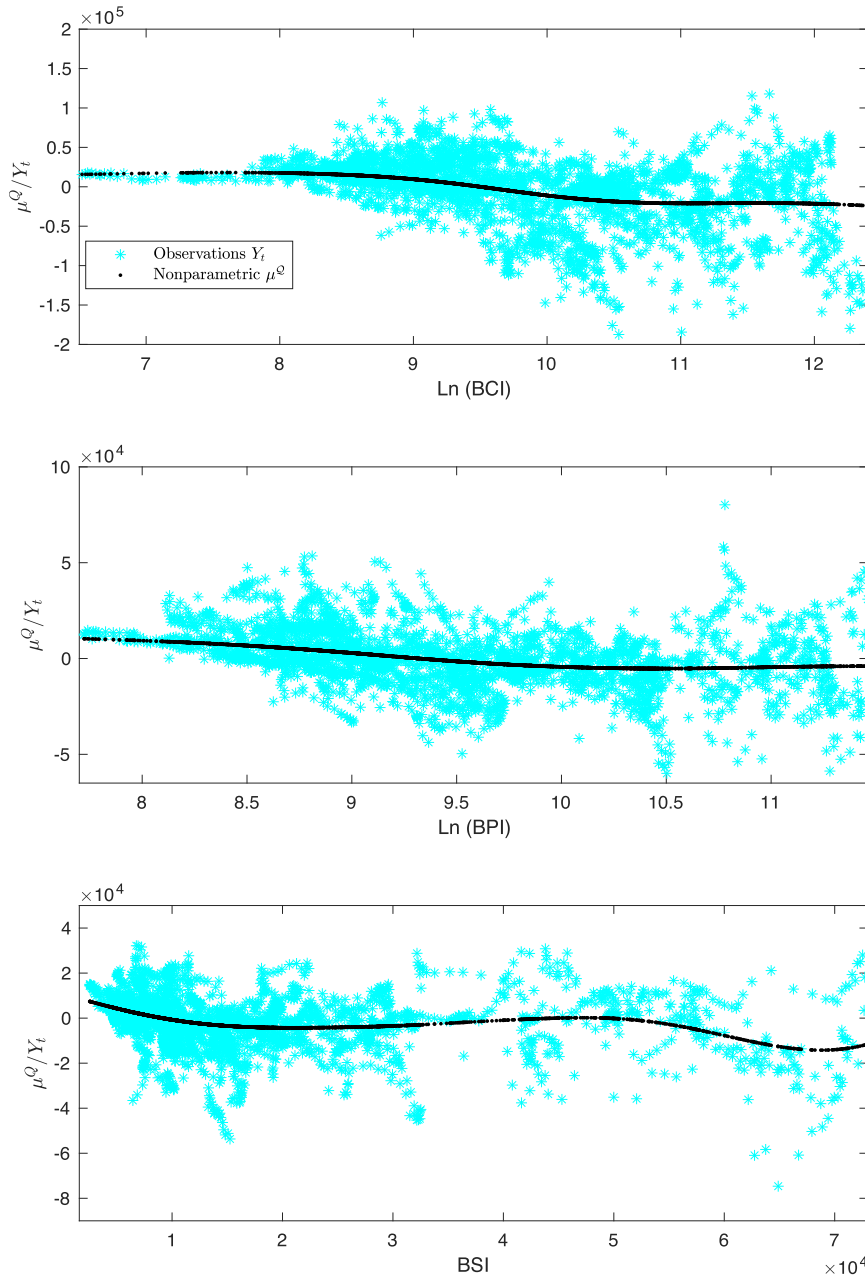 ×10^5
2
1.5
1
0.5
0
-0.5
-1
-1.5
-2
μ^Q/Y_t
Observations Y_t
Nonparametric μ^Q
7 8 9 10 11 12
Ln (BCI)
×10^4
10
5
0
-5
μ^Q/Y_t
8 8.5 9 9.5 10 10.5 11
Ln (BPI)
×10^4
4
2
0
-2
-4
-6
-8
μ^Q/Y_t
1 2 3 4 5 6 7
BSI
×10^4